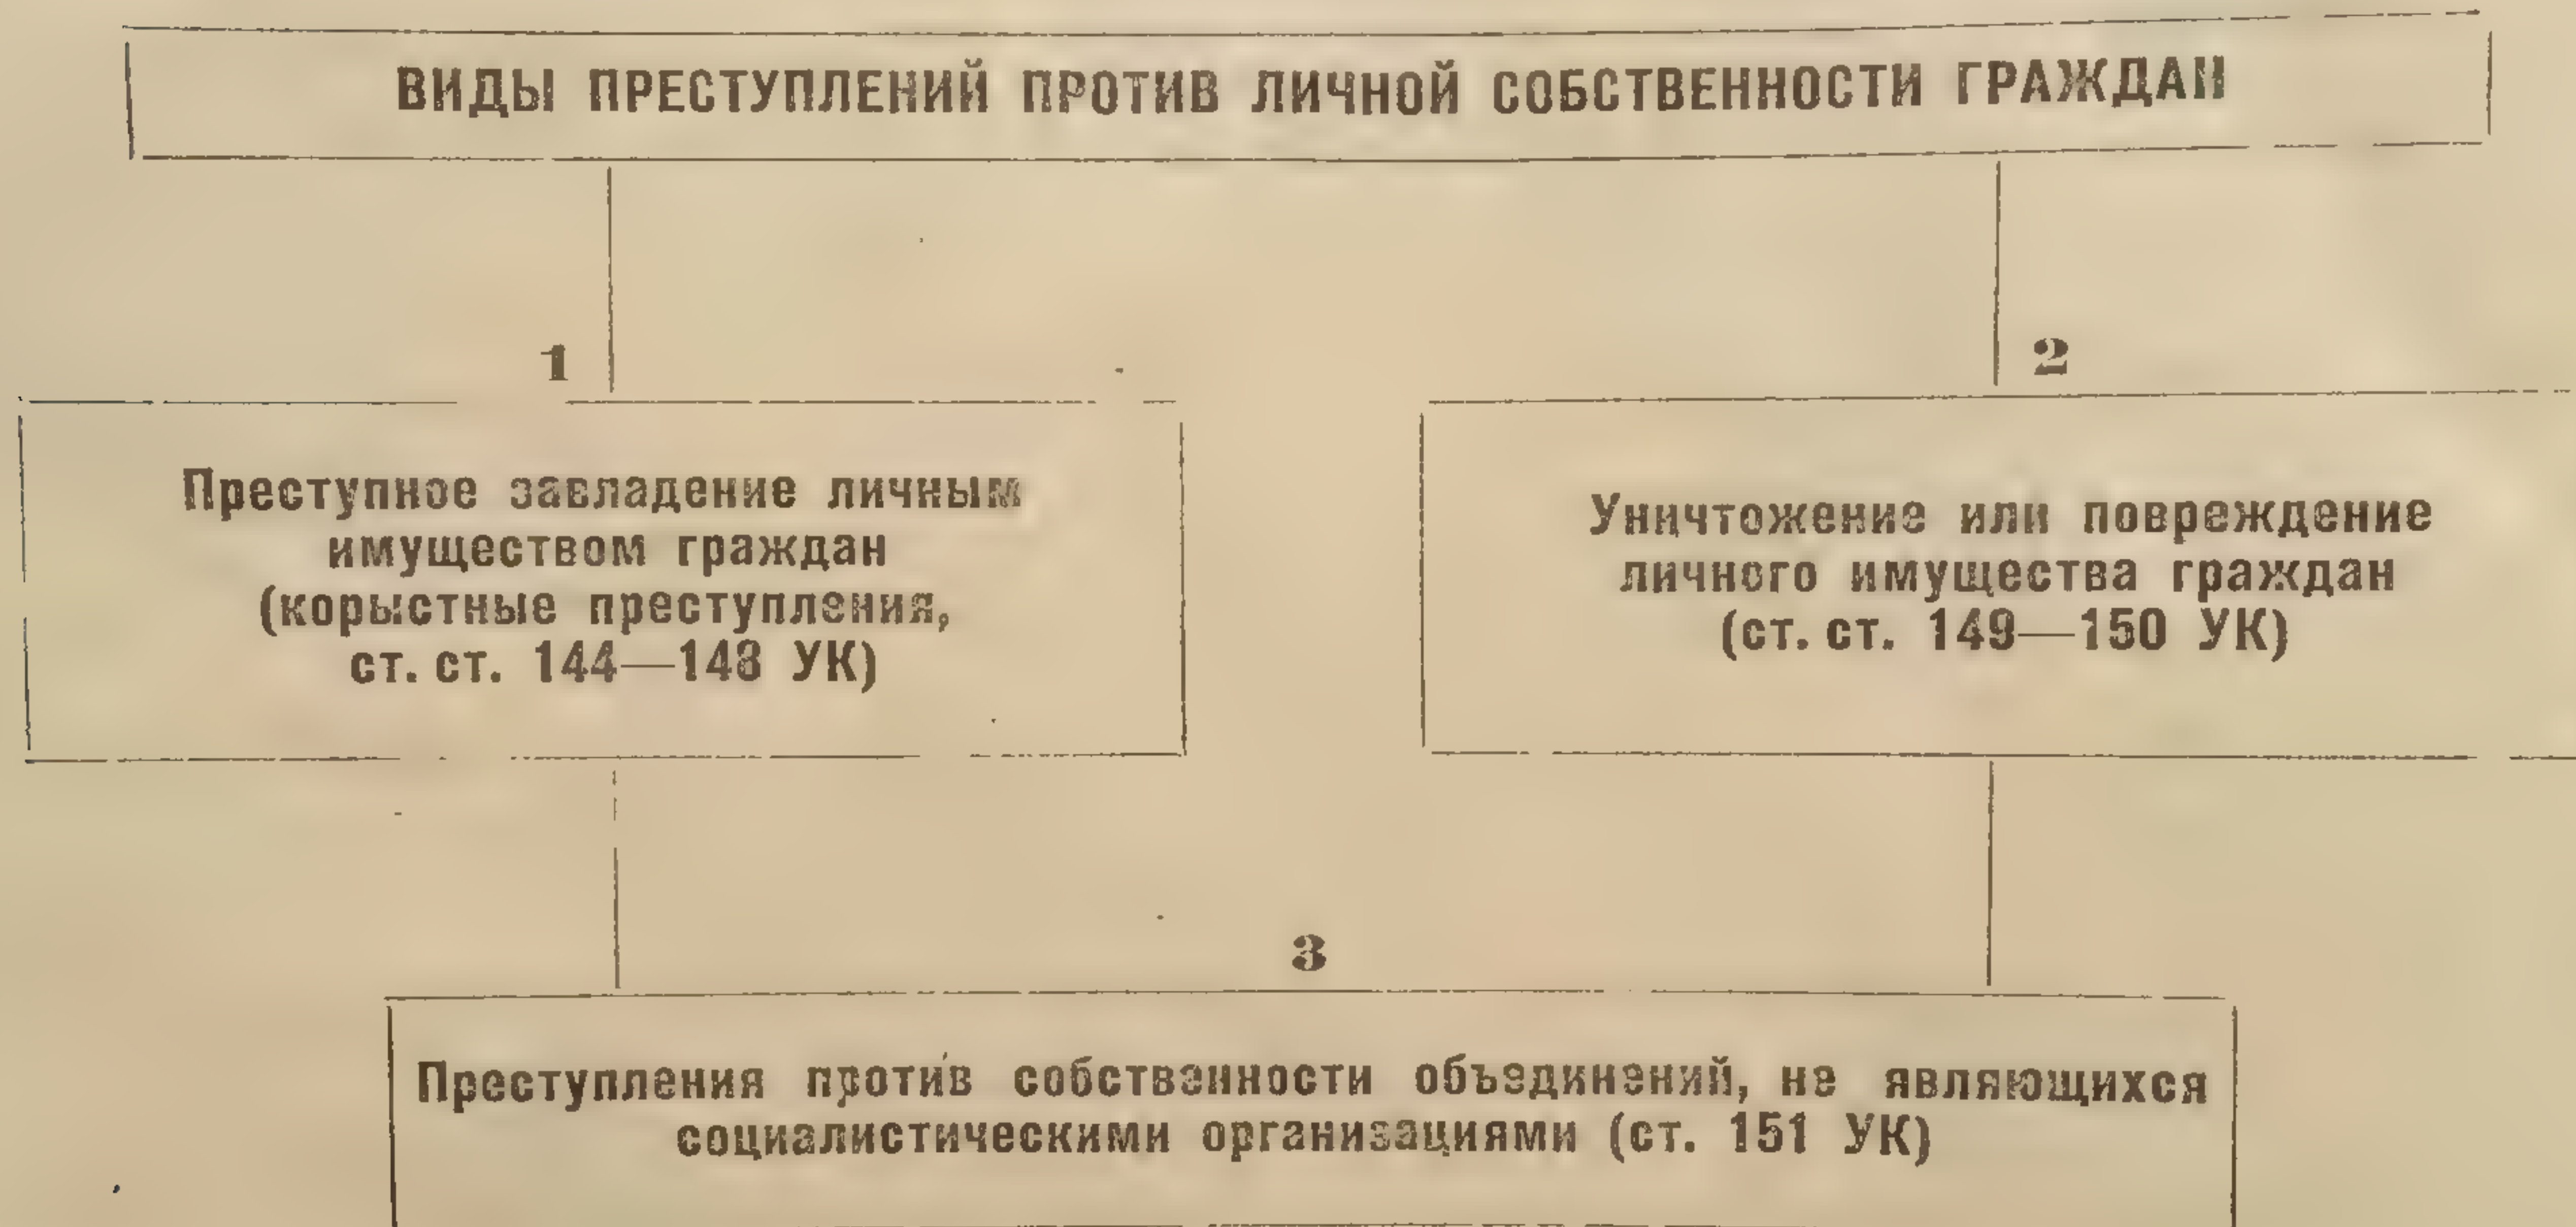 ВИДЫ ПРЕСТУПЛЕНИЙ ПРОТИВ ЛИЧНОЙ СОБСТВЕННОСТИ ГРАЖДАН
1
2
Преступное завладение личным
имуществом граждан
(корыстные преступления,
ст. ст. 144—148 УК)
Уничтожение или повреждение
личного имущества граждан
(ст. ст. 149—150 УК)
3
Преступления против собственности объединений, не являющихся
социалистическими организациями (ст. 151 УК)